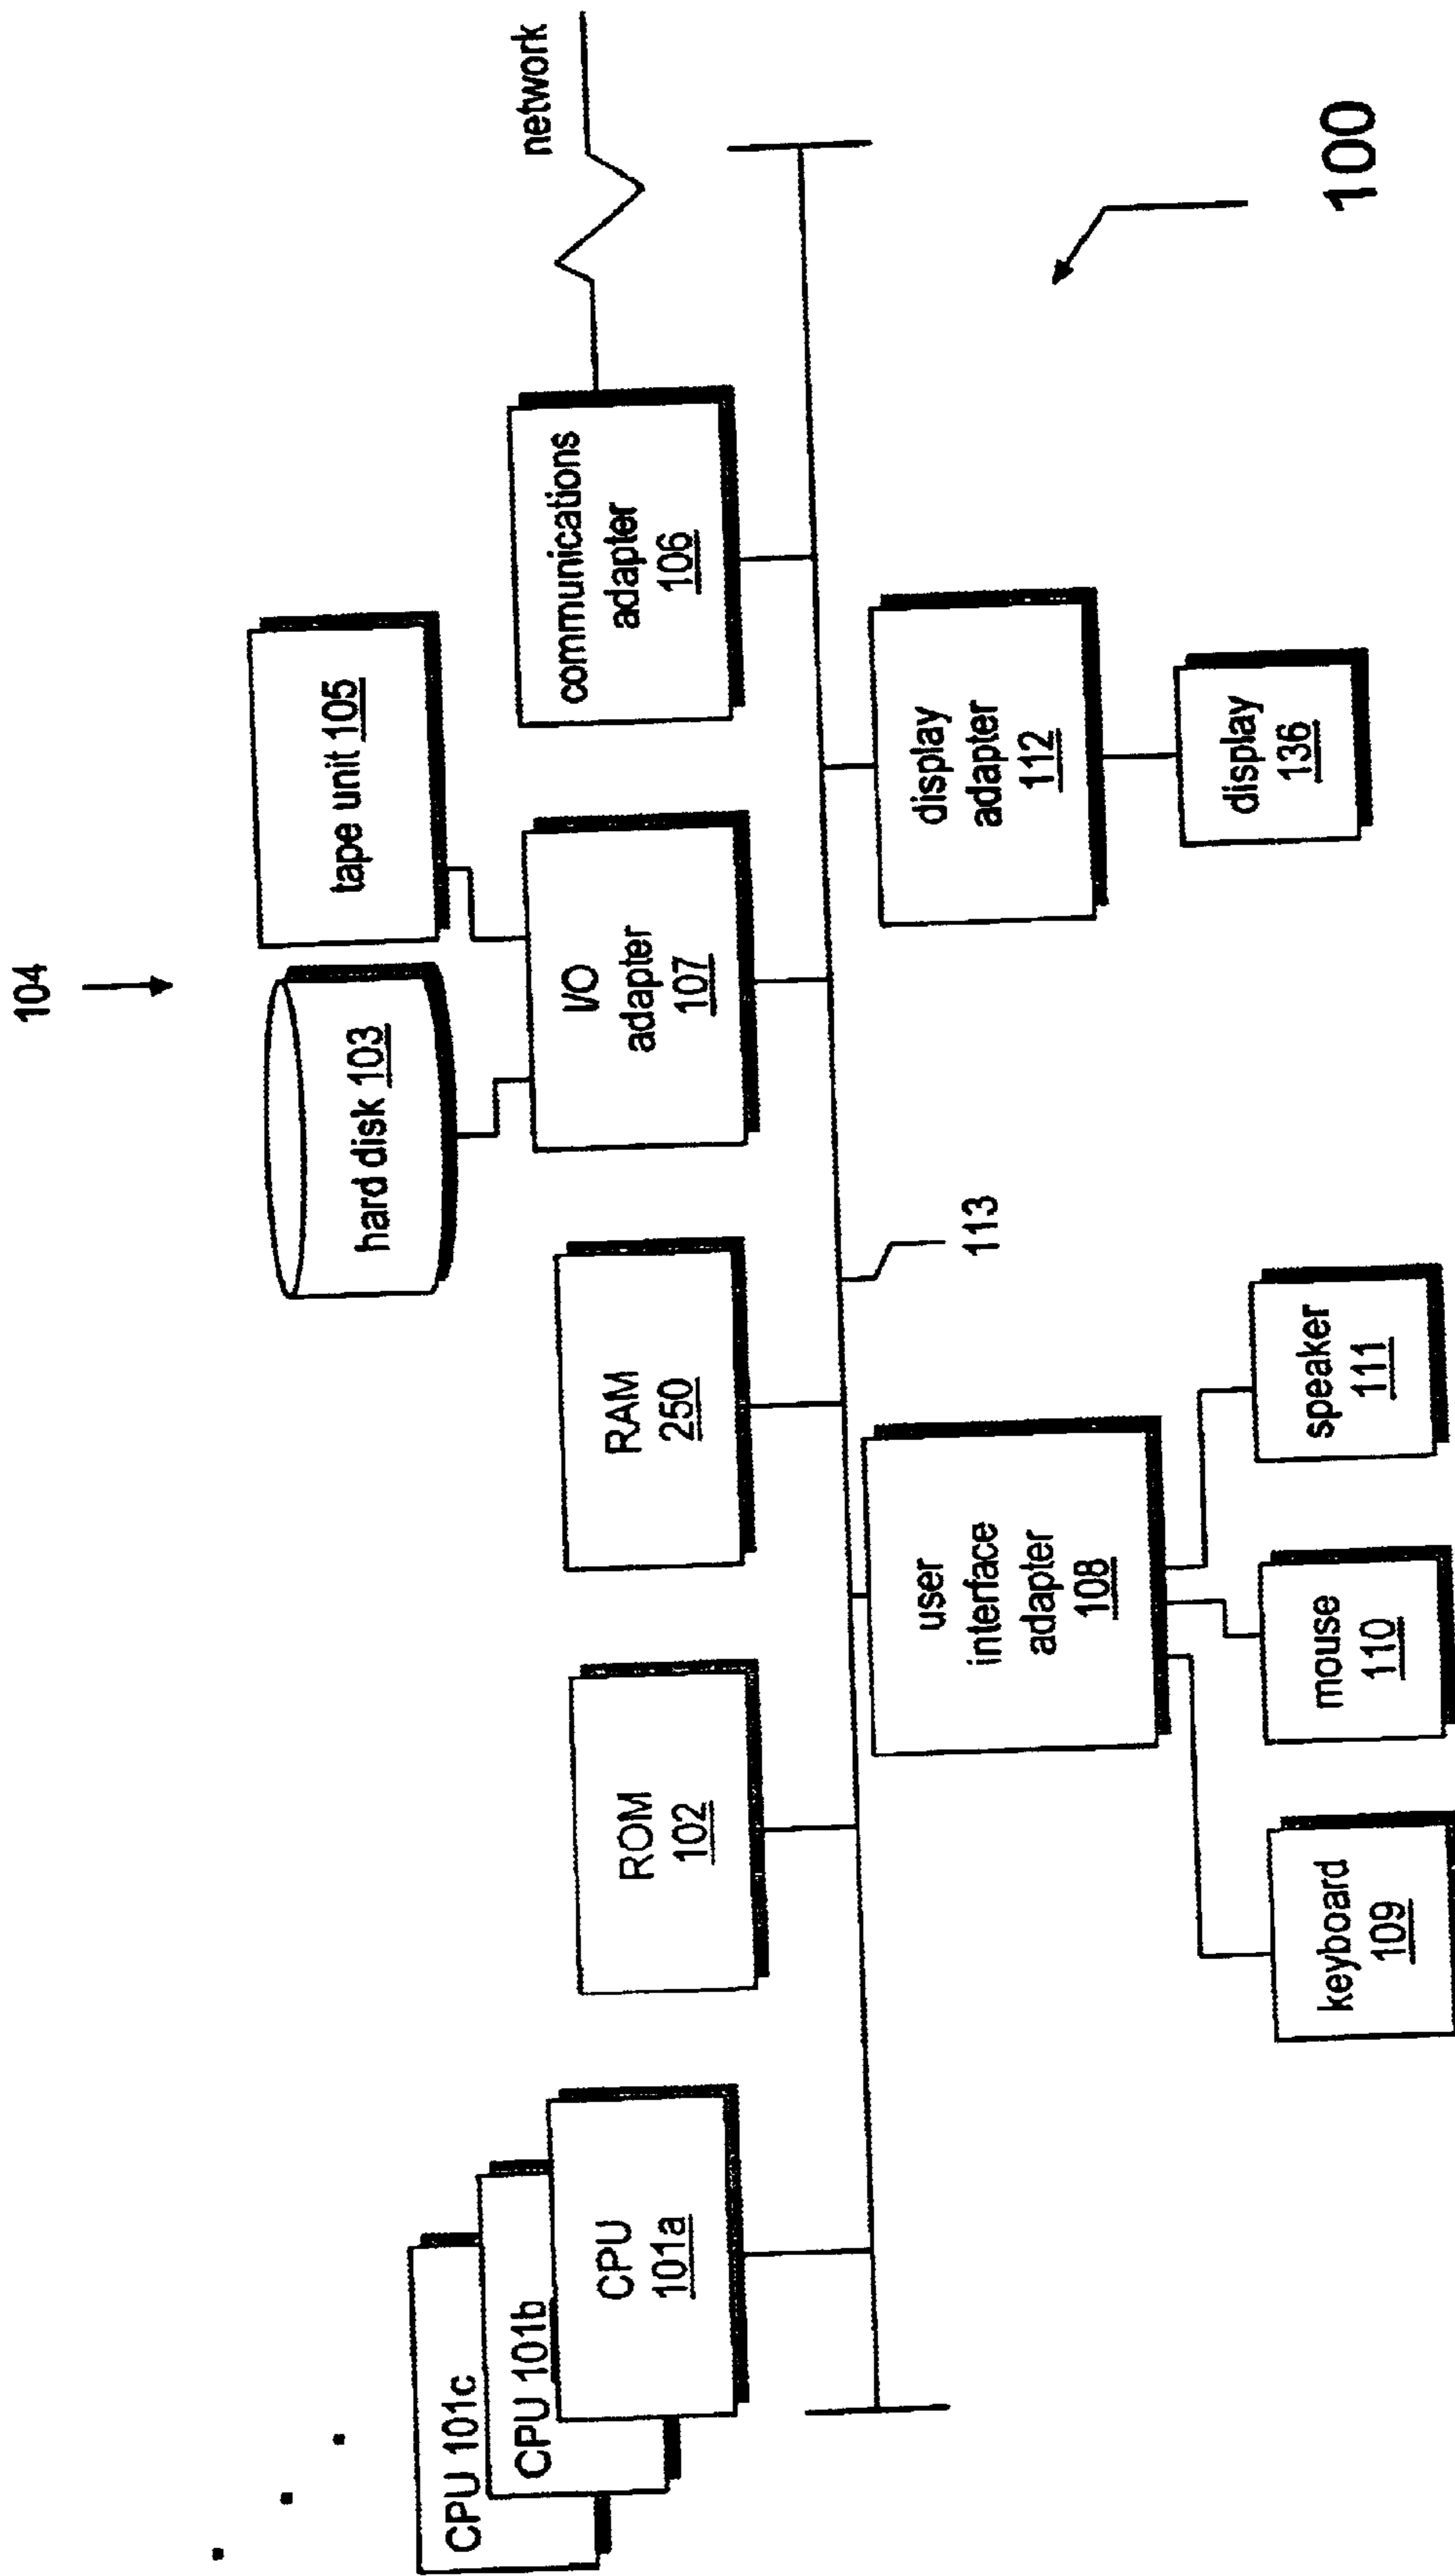 104
hard disk 103
tape unit 105
network
CPU 101c
CPU 101b
CPU
101a
ROM
102
RAM
250
I/O
adapter
107
communications
adapter
106
113
user
interface
adapter
108
display
adapter
112
keyboard
109
mouse
110
speaker
111
display
136
100